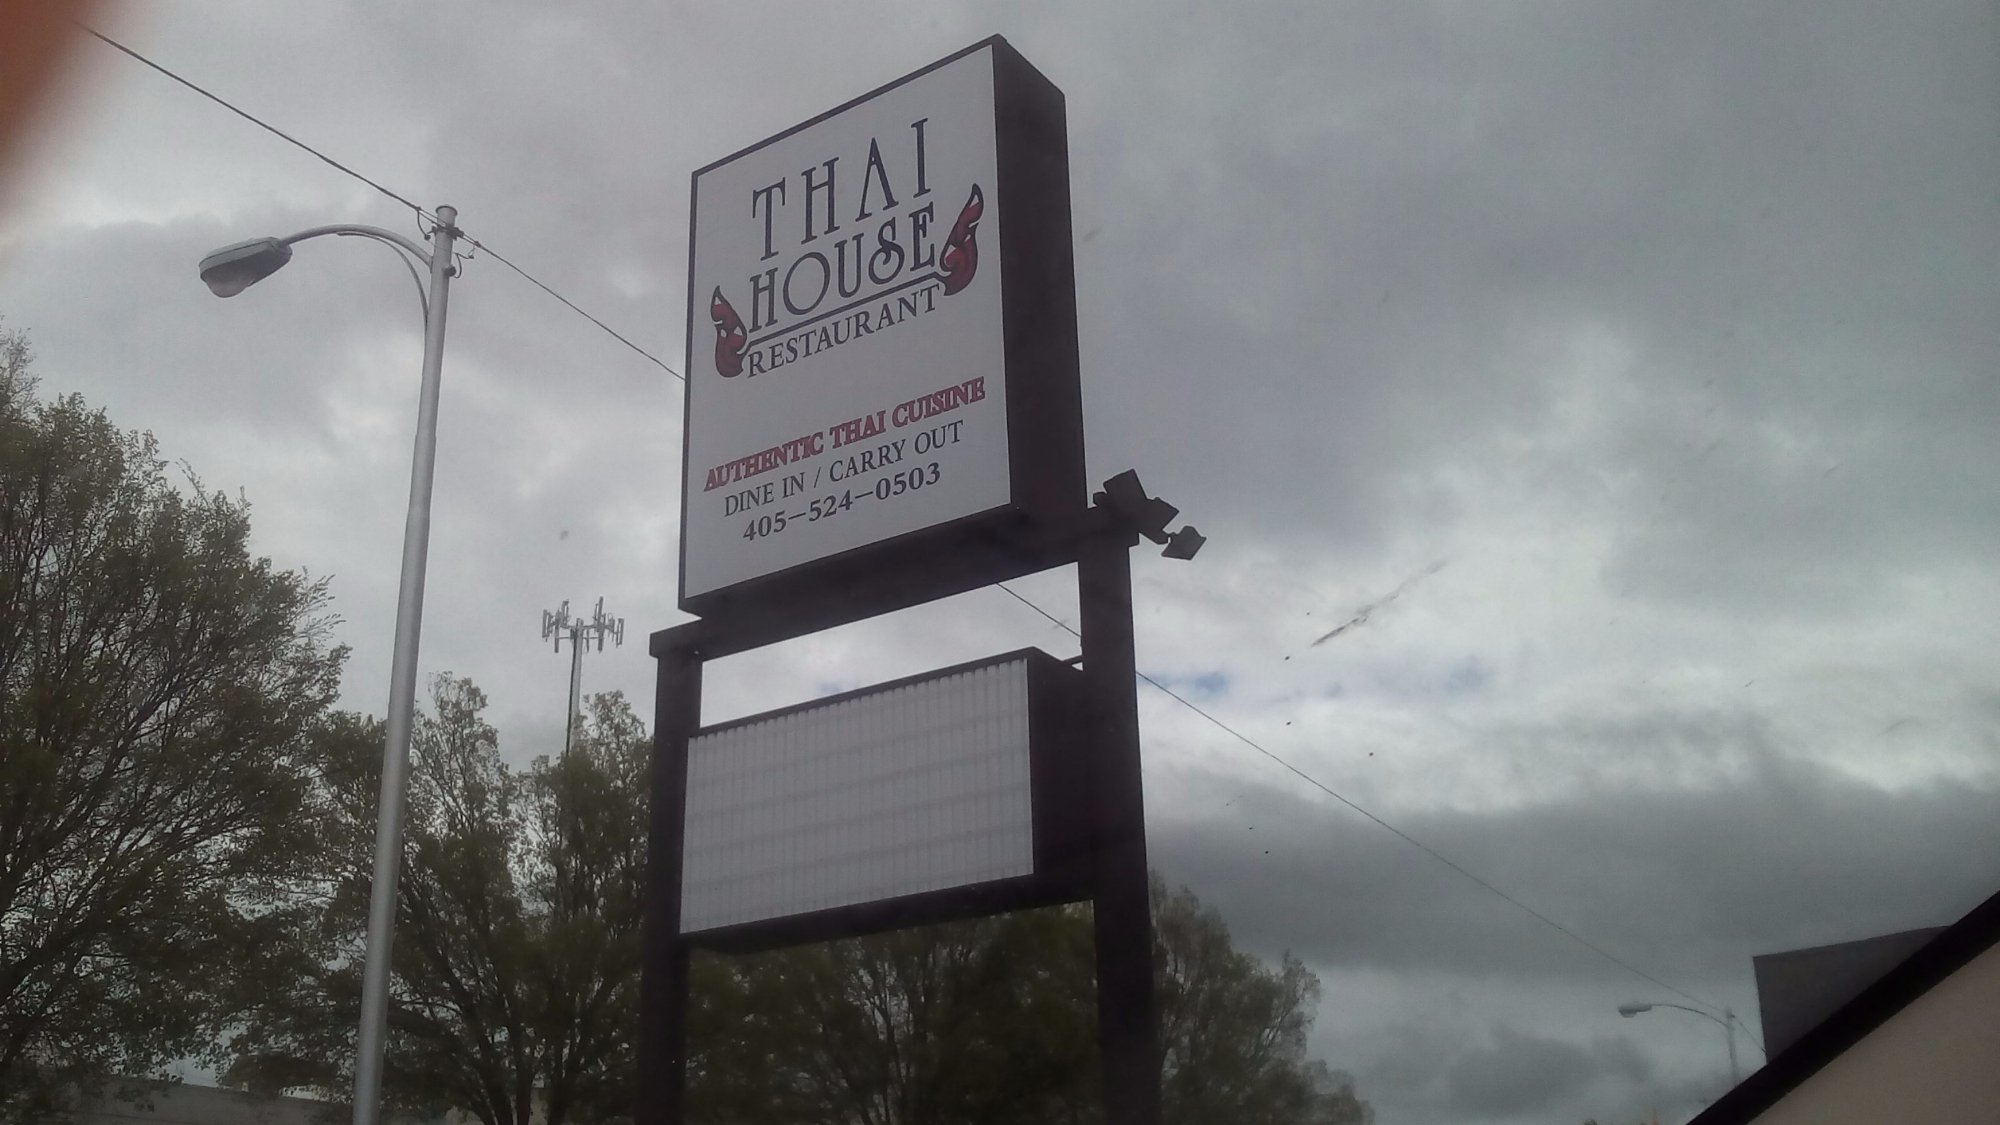 THAI
HOUSE
RESTAURANT
AUTHENTIC THAI CUISINE
DINE IN / CARRY OUT
405-524-0503